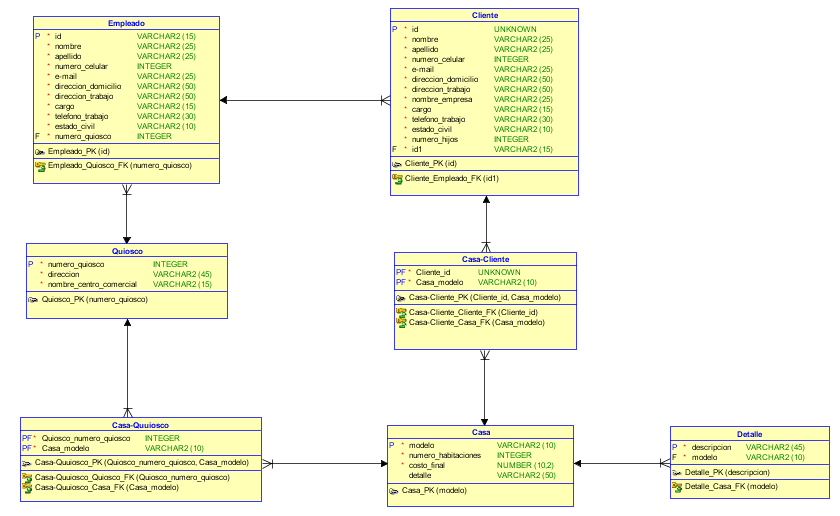 Empleado
P * id VARCHAR2 (15)
* nombre VARCHAR2 (25)
* apellido VARCHAR2 (25)
* numero_celular INTEGER
* e-mail VARCHAR2 (25)
* direccion_domicilio VARCHAR2 (50)
* direccion_trabajo VARCHAR2 (50)
* cargo VARCHAR2 (15)
* telefono_trabajo VARCHAR2 (30)
* estado_civil VARCHAR2 (10)
F * numero_quiosco INTEGER
Empleado_PK (id)
Empleado_Quiosco_FK (numero_quiosco)
Cliente
P * id UNKNOWN
* nombre VARCHAR2 (25)
* apellido VARCHAR2 (25)
* numero_celular INTEGER
* e-mail VARCHAR2 (25)
* direccion_domicilio VARCHAR2 (50)
* direccion_trabajo VARCHAR2 (50)
* nombre_empresa VARCHAR2 (25)
* cargo VARCHAR2 (15)
* telefono_trabajo VARCHAR2 (30)
* estado_civil VARCHAR2 (10)
* numero_hijos INTEGER
F * id1 VARCHAR2 (15)
Cliente_PK (id)
Cliente_Empleado_FK (id1)
Quiosco
P * numero_quiosco INTEGER
* direccion VARCHAR2 (45)
* nombre_centro_comercial VARCHAR2 (15)
Quiosco_PK (numero_quiosco)
Casa-Cliente
PF * Cliente_id UNKNOWN
PF * Casa_modelo VARCHAR2 (10)
Casa-Cliente_PK (Cliente_id, Casa_modelo)
Casa-Cliente_Cliente_FK (Cliente_id)
Casa-Cliente_Casa_FK (Casa_modelo)
Casa-Quuiosco
PF * Quiosco_numero_quiosco INTEGER
PF * Casa_modelo VARCHAR2 (10)
Casa-Quuiosco_PK (Quiosco_numero_quiosco, Casa_modelo)
Casa-Quuiosco_Quiosco_FK (Quiosco_numero_quiosco)
Casa-Quuiosco_Casa_FK (Casa_modelo)
Casa
P * modelo VARCHAR2 (10)
* numero_habitaciones INTEGER
* costo_final NUMBER (10,2)
detalle VARCHAR2 (50)
Casa_PK (modelo)
Detalle
P * descripcion VARCHAR2 (45)
F * modelo VARCHAR2 (10)
Detalle_PK (descripcion)
Detalle_Casa_FK (modelo)